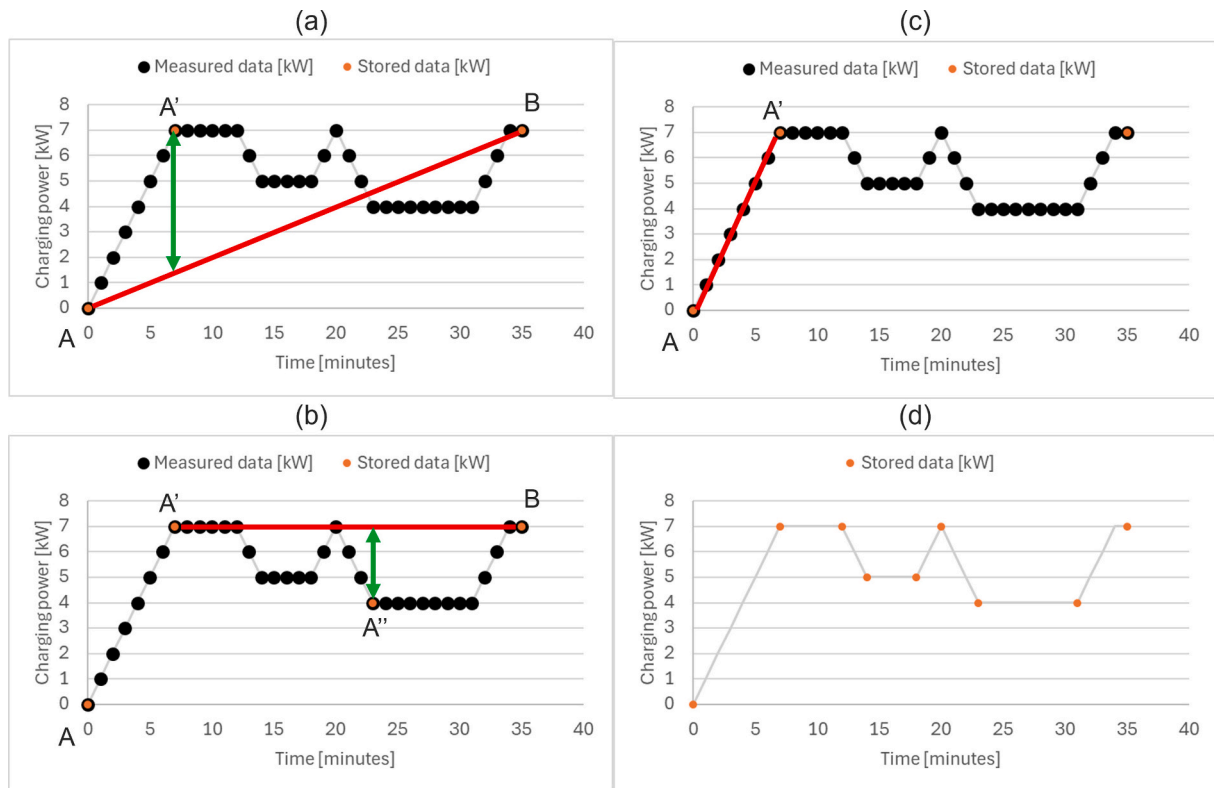 (a)
Measured data [kW] Stored data [kW]
A' B
8
7
6
5
4
3
2
1
0
Charging power [kW]
A
0 5 10 15 20 25 30 35 40
Time [minutes]
(c)
Measured data [kW] Stored data [kW]
A'
8
7
6
5
4
3
2
1
0
Charging power [kW]
A
0 5 10 15 20 25 30 35 40
Time [minutes]
(b)
Measured data [kW] Stored data [kW]
A' B
8
7
6
5
4
3
2
1
0
Charging power [kW]
A''
A
0 5 10 15 20 25 30 35 40
Time [minutes]
(d)
Stored data [kW]
8
7
6
5
4
3
2
1
0
Charging power [kW]
0 5 10 15 20 25 30 35 40
Time [minutes]